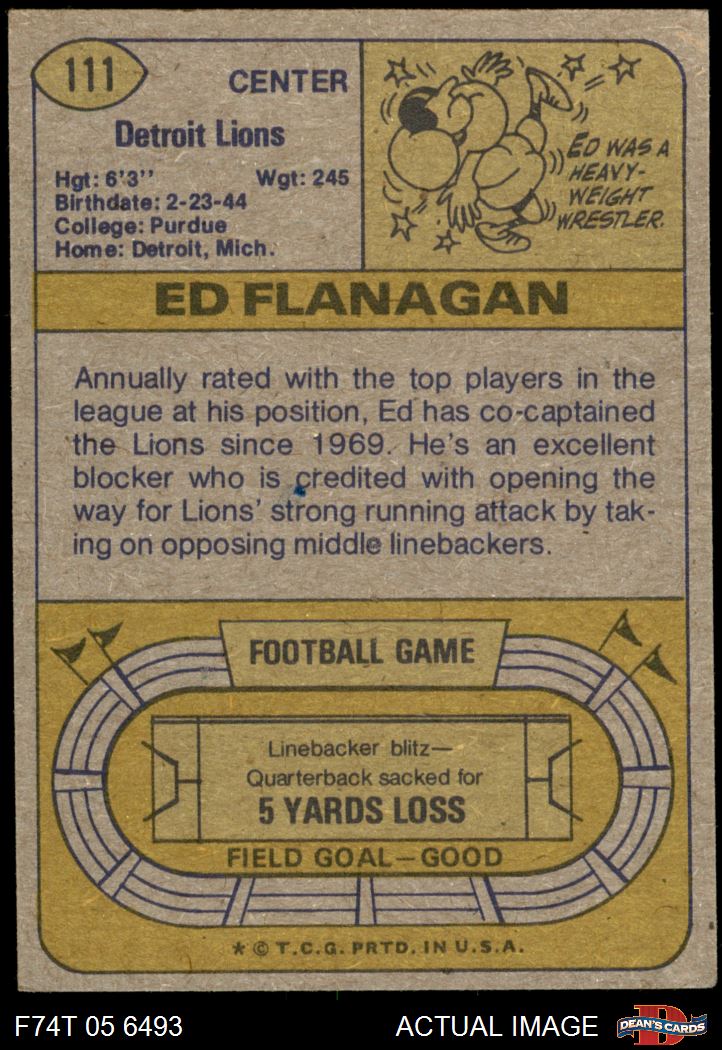 111
CENTER
Detroit Lions
Hgt: 6'3'' Wgt: 245
Birthdate: 2-23-44
College: Purdue
Home: Detroit, Mich.
ED WAS A
HEAVY-
WEIGHT
WRESTLER.
ED FLANAGAN
Annually rated with the top players in the
league at his position, Ed has co-captained
the Lions since 1969. He's an excellent
blocker who is credited with opening the
way for Lions' strong running attack by tak-
ing on opposing middle linebackers.
FOOTBALL GAME
Linebacker blitz—
Quarterback sacked for
5 YARDS LOSS
FIELD GOAL—GOOD
* © T.C.G. PRTD. IN U.S.A.
F74T 05 6493 ACTUAL IMAGE
D
DEAN'S CARDS